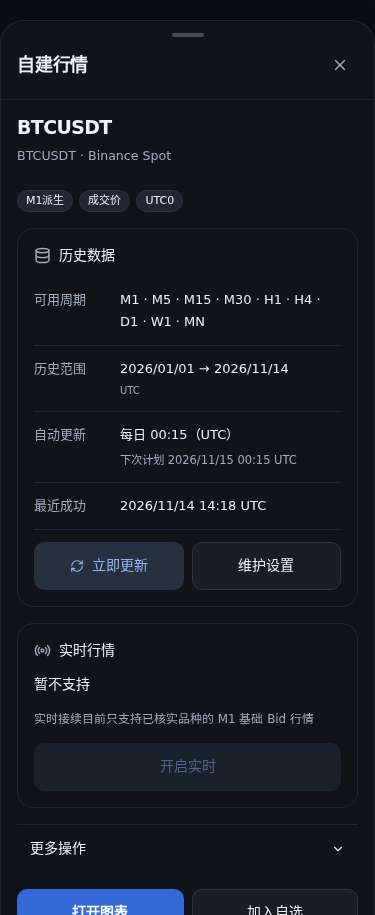 自建行情
BTCUSDT
BTCUSDT · Binance Spot
M1派生 成交价 UTC0
历史数据
可用周期 M1 · M5 · M15 · M30 · H1 · H4 ·
D1 · W1 · MN
历史范围 2026/01/01 → 2026/11/14
UTC
自动更新 每日 00:15（UTC）
下次计划 2026/11/15 00:15 UTC
最近成功 2026/11/14 14:18 UTC
立即更新 维护设置
实时行情
暂不支持
实时接续目前只支持已核实品种的 M1 基础 Bid 行情
开启实时
更多操作
打开图表 加入自选